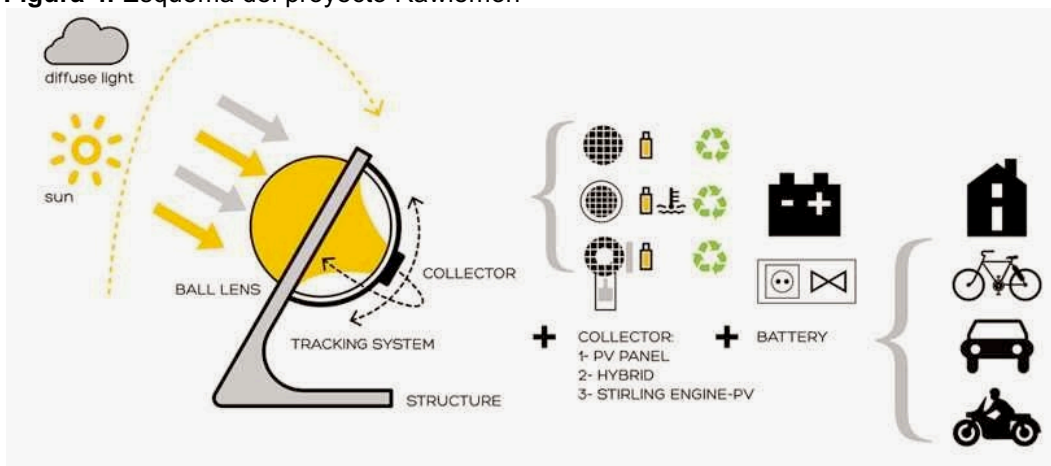 diffuse light
sun
BALL LENS
COLLECTOR
TRACKING SYSTEM
STRUCTURE
+
COLLECTOR:
1- PV PANEL
2- HYBRID
3- STIRLING ENGINE-PV
+
BATTERY
- +